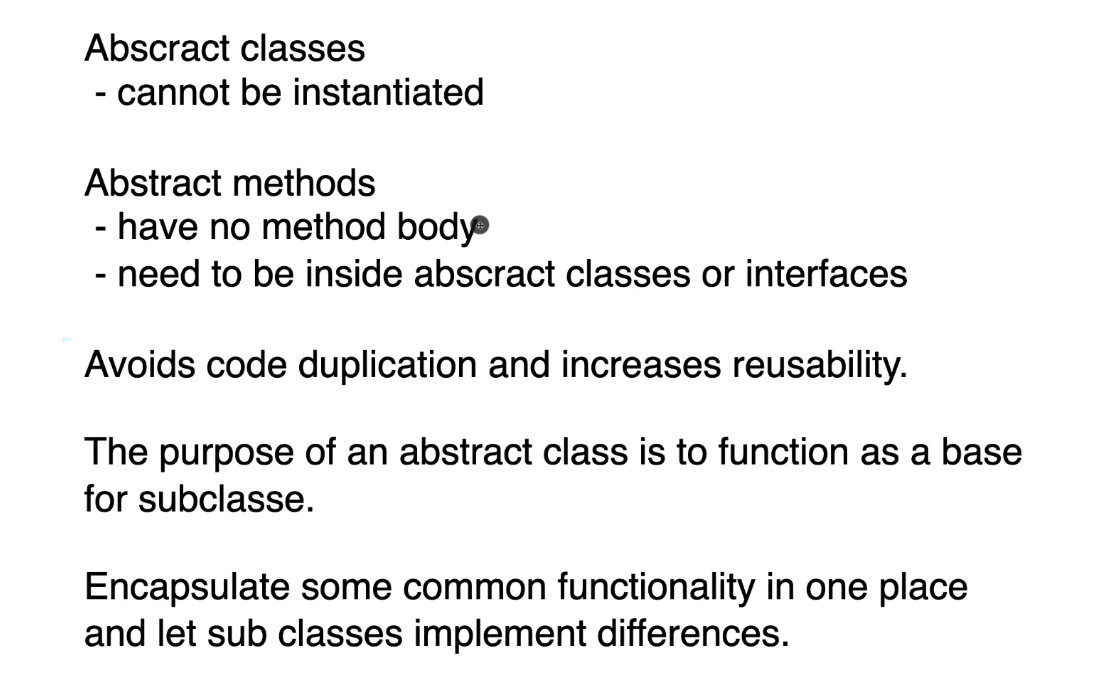 Abscract classes
- cannot be instantiated
Abstract methods
- have no method body
- need to be inside abscract classes or interfaces
Avoids code duplication and increases reusability.
The purpose of an abstract class is to function as a base
for subclasse.
Encapsulate some common functionality in one place
and let sub classes implement differences.